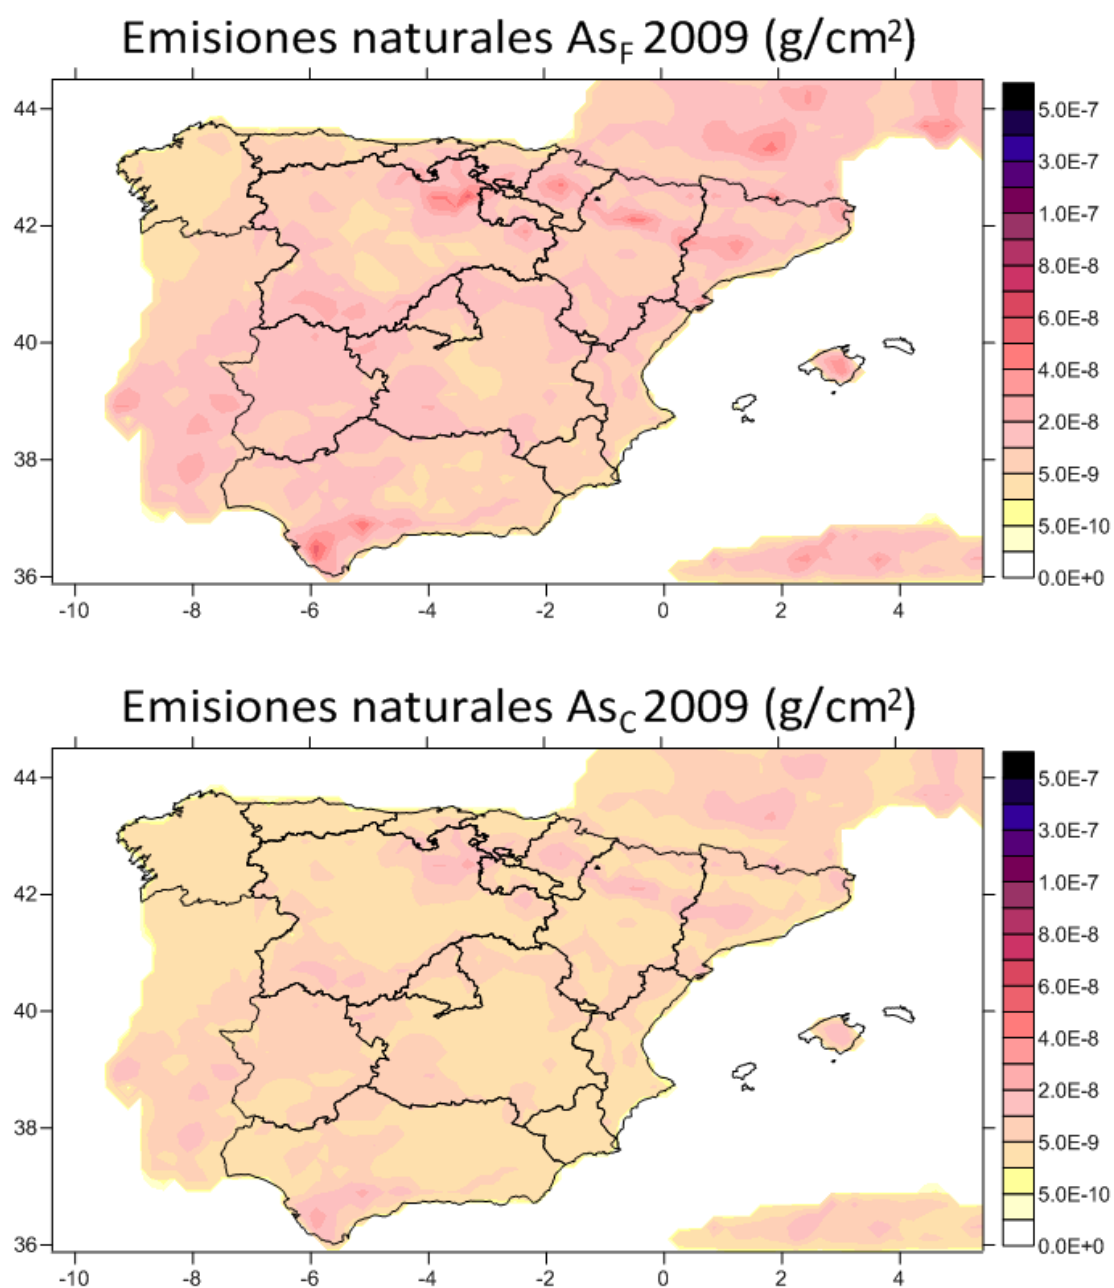 Emisiones naturales AsF 2009 (g/cm²)
44
42
40
38
36
-10 -8 -6 -4 -2 0 2 4
5.0E-7
3.0E-7
1.0E-7
8.0E-8
6.0E-8
4.0E-8
2.0E-8
5.0E-9
5.0E-10
0.0E+0
Emisiones naturales AsC 2009 (g/cm²)
44
42
40
38
36
-10 -8 -6 -4 -2 0 2 4
5.0E-7
3.0E-7
1.0E-7
8.0E-8
6.0E-8
4.0E-8
2.0E-8
5.0E-9
5.0E-10
0.0E+0